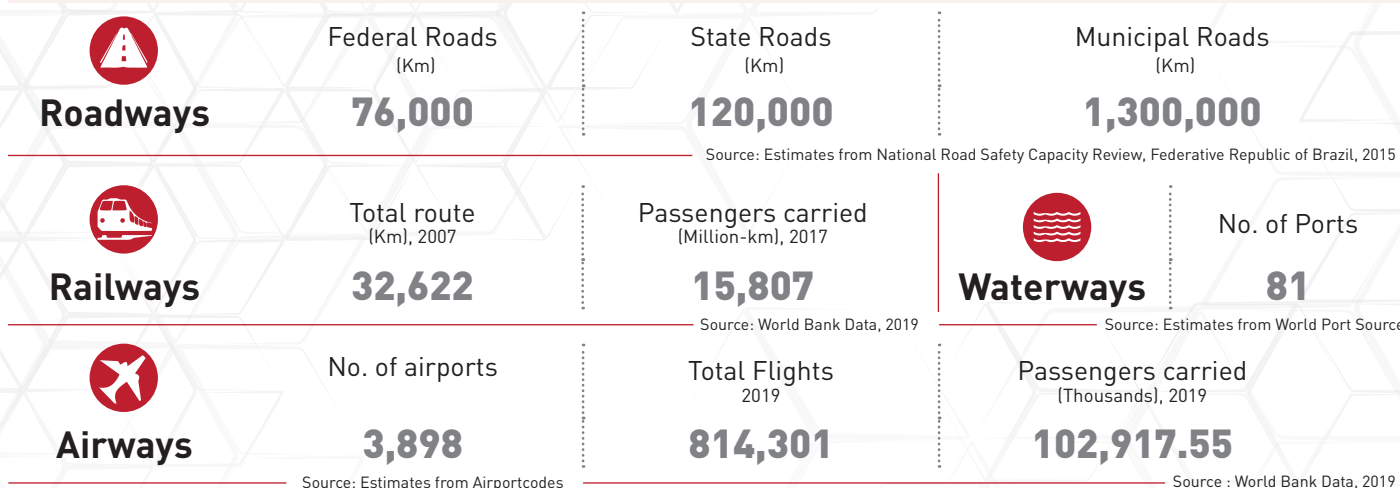 Roadways
Federal Roads
(Km)
76,000
State Roads
(Km)
120,000
Municipal Roads
(Km)
1,300,000
Source: Estimates from National Road Safety Capacity Review, Federative Republic of Brazil, 2015
Railways
Total route
(Km), 2007
32,622
Passengers carried
(Million-km), 2017
15,807
Source: World Bank Data, 2019
Waterways
No. of Ports
81
Source: Estimates from World Port Source
Airways
No. of airports
3,898
Source: Estimates from Airportcodes
Total Flights
2019
814,301
Passengers carried
(Thousands), 2019
102,917.55
Source : World Bank Data, 2019